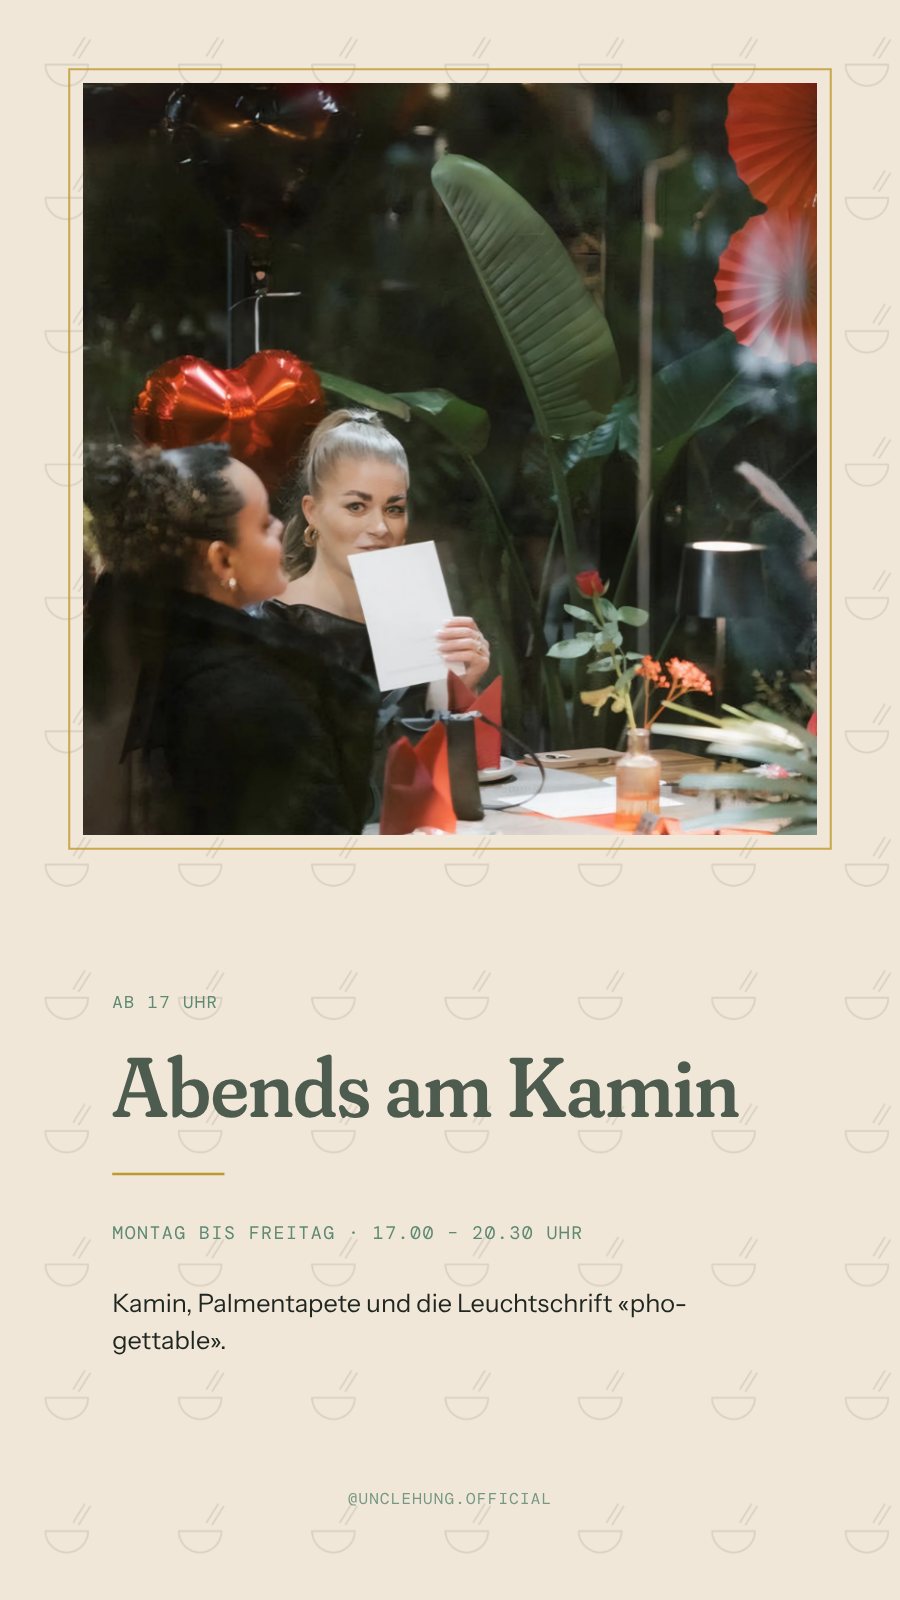 AB 17 UHR
Abends am Kamin
MONTAG BIS FREITAG · 17.00 – 20.30 UHR
Kamin, Palmentapete und die Leuchtschrift «pho-
gettable».
@UNCLEHUNG.OFFICIAL